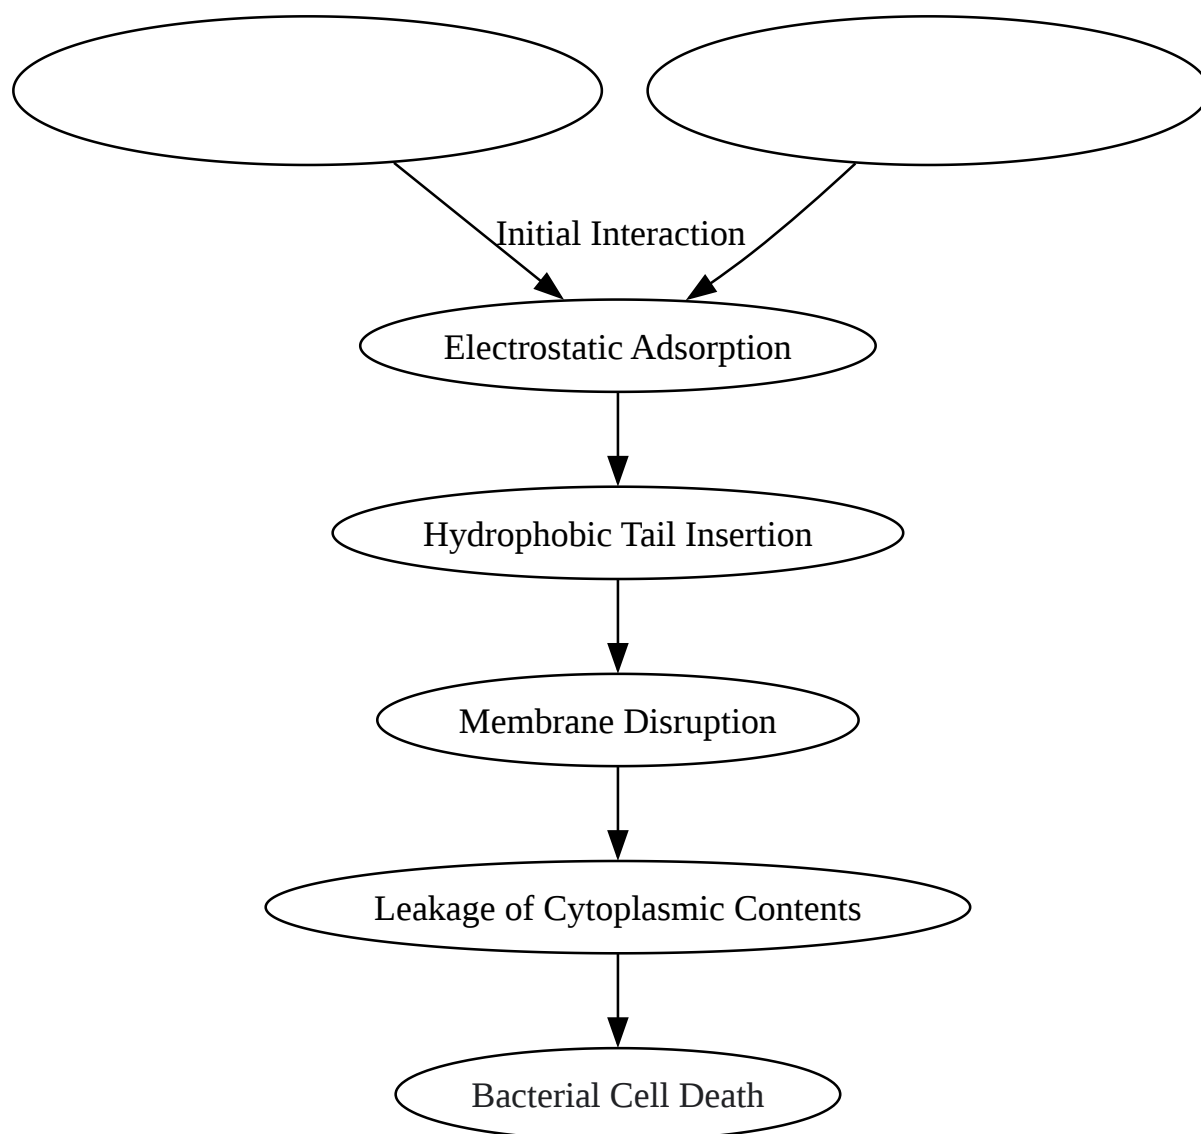 Initial Interaction
Electrostatic Adsorption
Hydrophobic Tail Insertion
Membrane Disruption
Leakage of Cytoplasmic Contents
Bacterial Cell Death